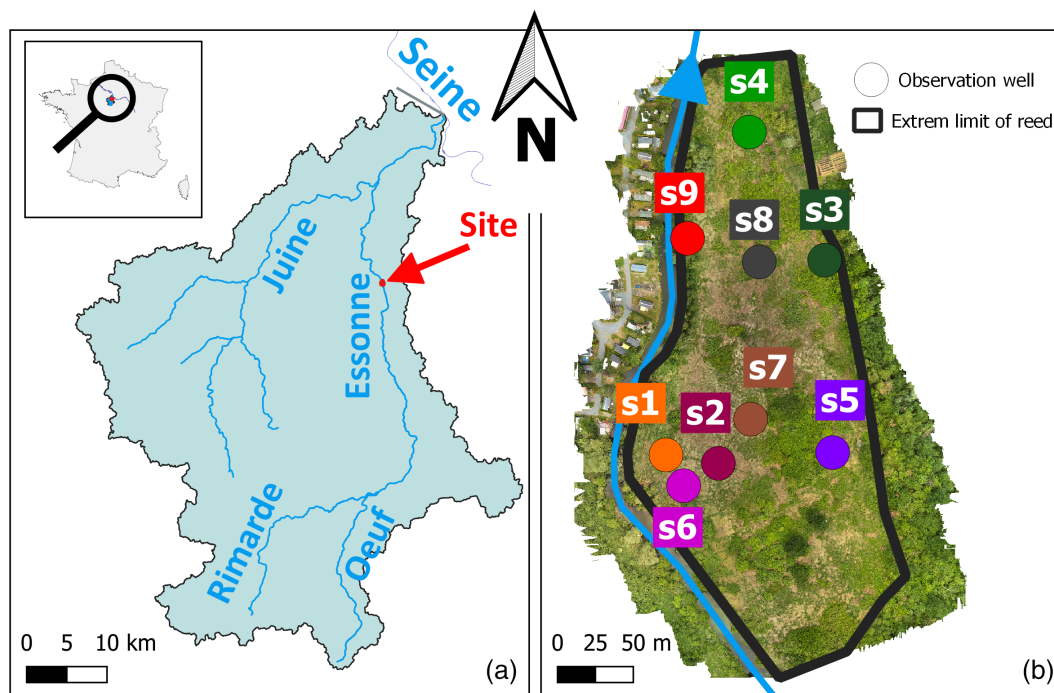 Seine
N
Site
Juine
Essonne
Rimarde
Oeuf
0 5 10 km
(a)
s4
Observation well
Extrem limit of reed
s9
s8
s3
s7
s1
s2
s5
s6
0 25 50 m
(b)